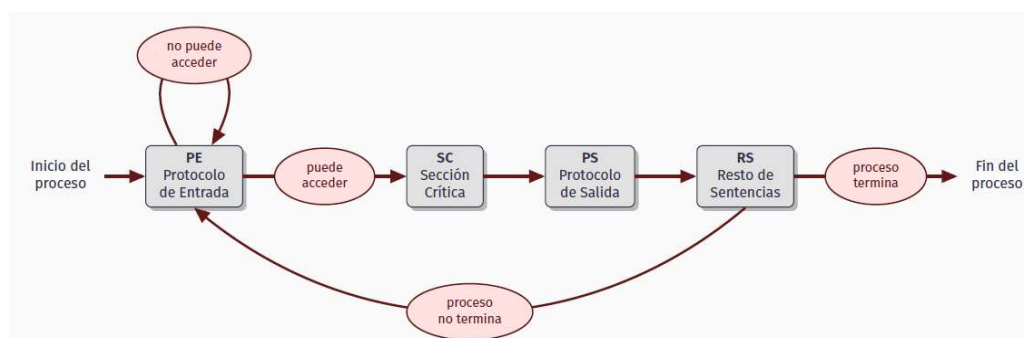 no puede
acceder
Inicio del
proceso
PE
Protocolo
de Entrada
puede
acceder
SC
Sección
Crítica
PS
Protocolo
de Salida
RS
Resto de
Sentencias
proceso
termina
Fin del
proceso
proceso
no termina